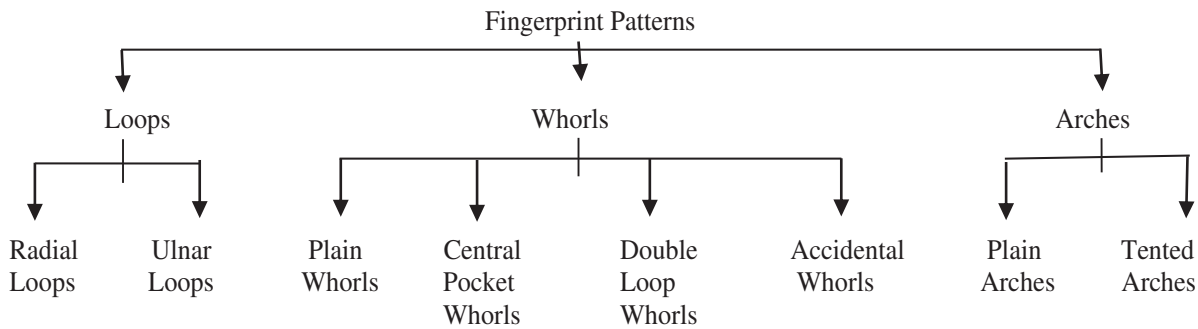 Fingerprint Patterns
Loops
Whorls
Arches
Radial
Loops
Ulnar
Loops
Plain
Whorls
Central
Pocket
Whorls
Double
Loop
Whorls
Accidental
Whorls
Plain
Arches
Tented
Arches